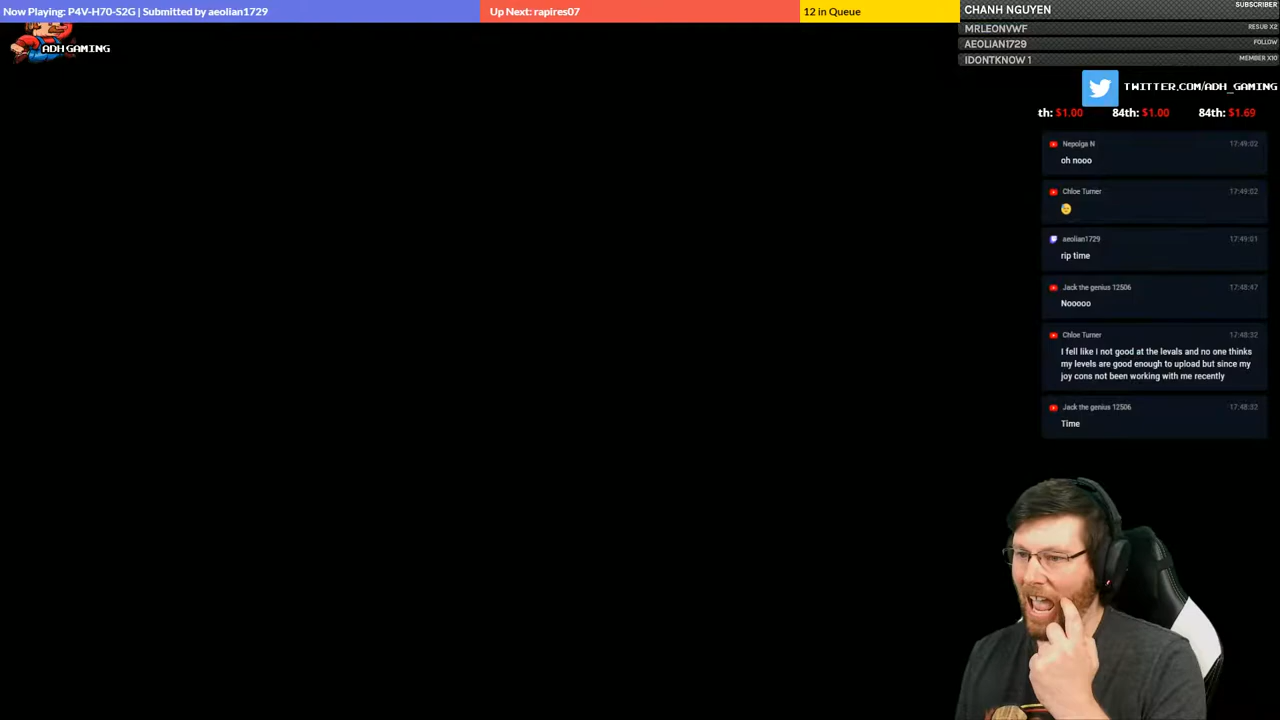 Now Playing: P4V-H70-S2G | Submitted by aeolian1729
Up Next: rapires07
12 in Queue
ADH GAMING
CHANH NGUYEN SUBSCRIBER
MRLEONVWF RESUB X2
AEOLIAN1729 FOLLOW
IDONTKNOW 1 MEMBER X10
TWITTER.COM/ADH_GAMING
th: $1.00 84th: $1.00 84th: $1.69
Nepolga N 17:49:02
oh nooo
Chloe Turner 17:49:02
aeolian1729 17:49:01
rip time
Jack the genius 12506 17:48:47
Nooooo
Chloe Turner 17:48:32
I fell like I not good at the levals and no one thinks
my levels are good enough to upload but since my
joy cons not been working with me recently
Jack the genius 12506 17:48:32
Time